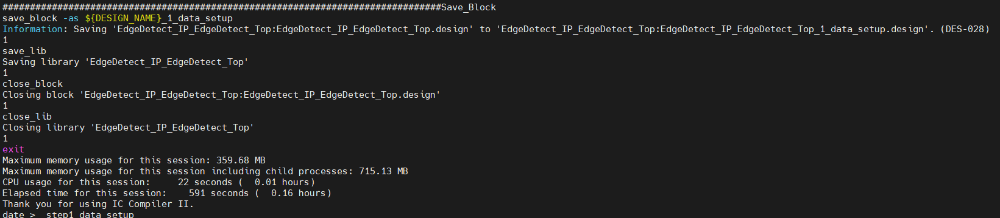 ################################################################################Save_Block
save_block -as ${DESIGN_NAME}_1_data_setup
Information: Saving 'EdgeDetect_IP_EdgeDetect_Top:EdgeDetect_IP_EdgeDetect_Top.design' to 'EdgeDetect_IP_EdgeDetect_Top:EdgeDetect_IP_EdgeDetect_Top_1_data_setup.design'. (DES-028)
1
save_lib
Saving library 'EdgeDetect_IP_EdgeDetect_Top'
1
close_block
Closing block 'EdgeDetect_IP_EdgeDetect_Top:EdgeDetect_IP_EdgeDetect_Top.design'
1
close_lib
Closing library 'EdgeDetect_IP_EdgeDetect_Top'
1
exit
Maximum memory usage for this session: 359.68 MB
Maximum memory usage for this session including child processes: 715.13 MB
CPU usage for this session:     22 seconds (  0.01 hours)
Elapsed time for this session:    591 seconds (  0.16 hours)
Thank you for using IC Compiler II.
date > _step1_data_setup